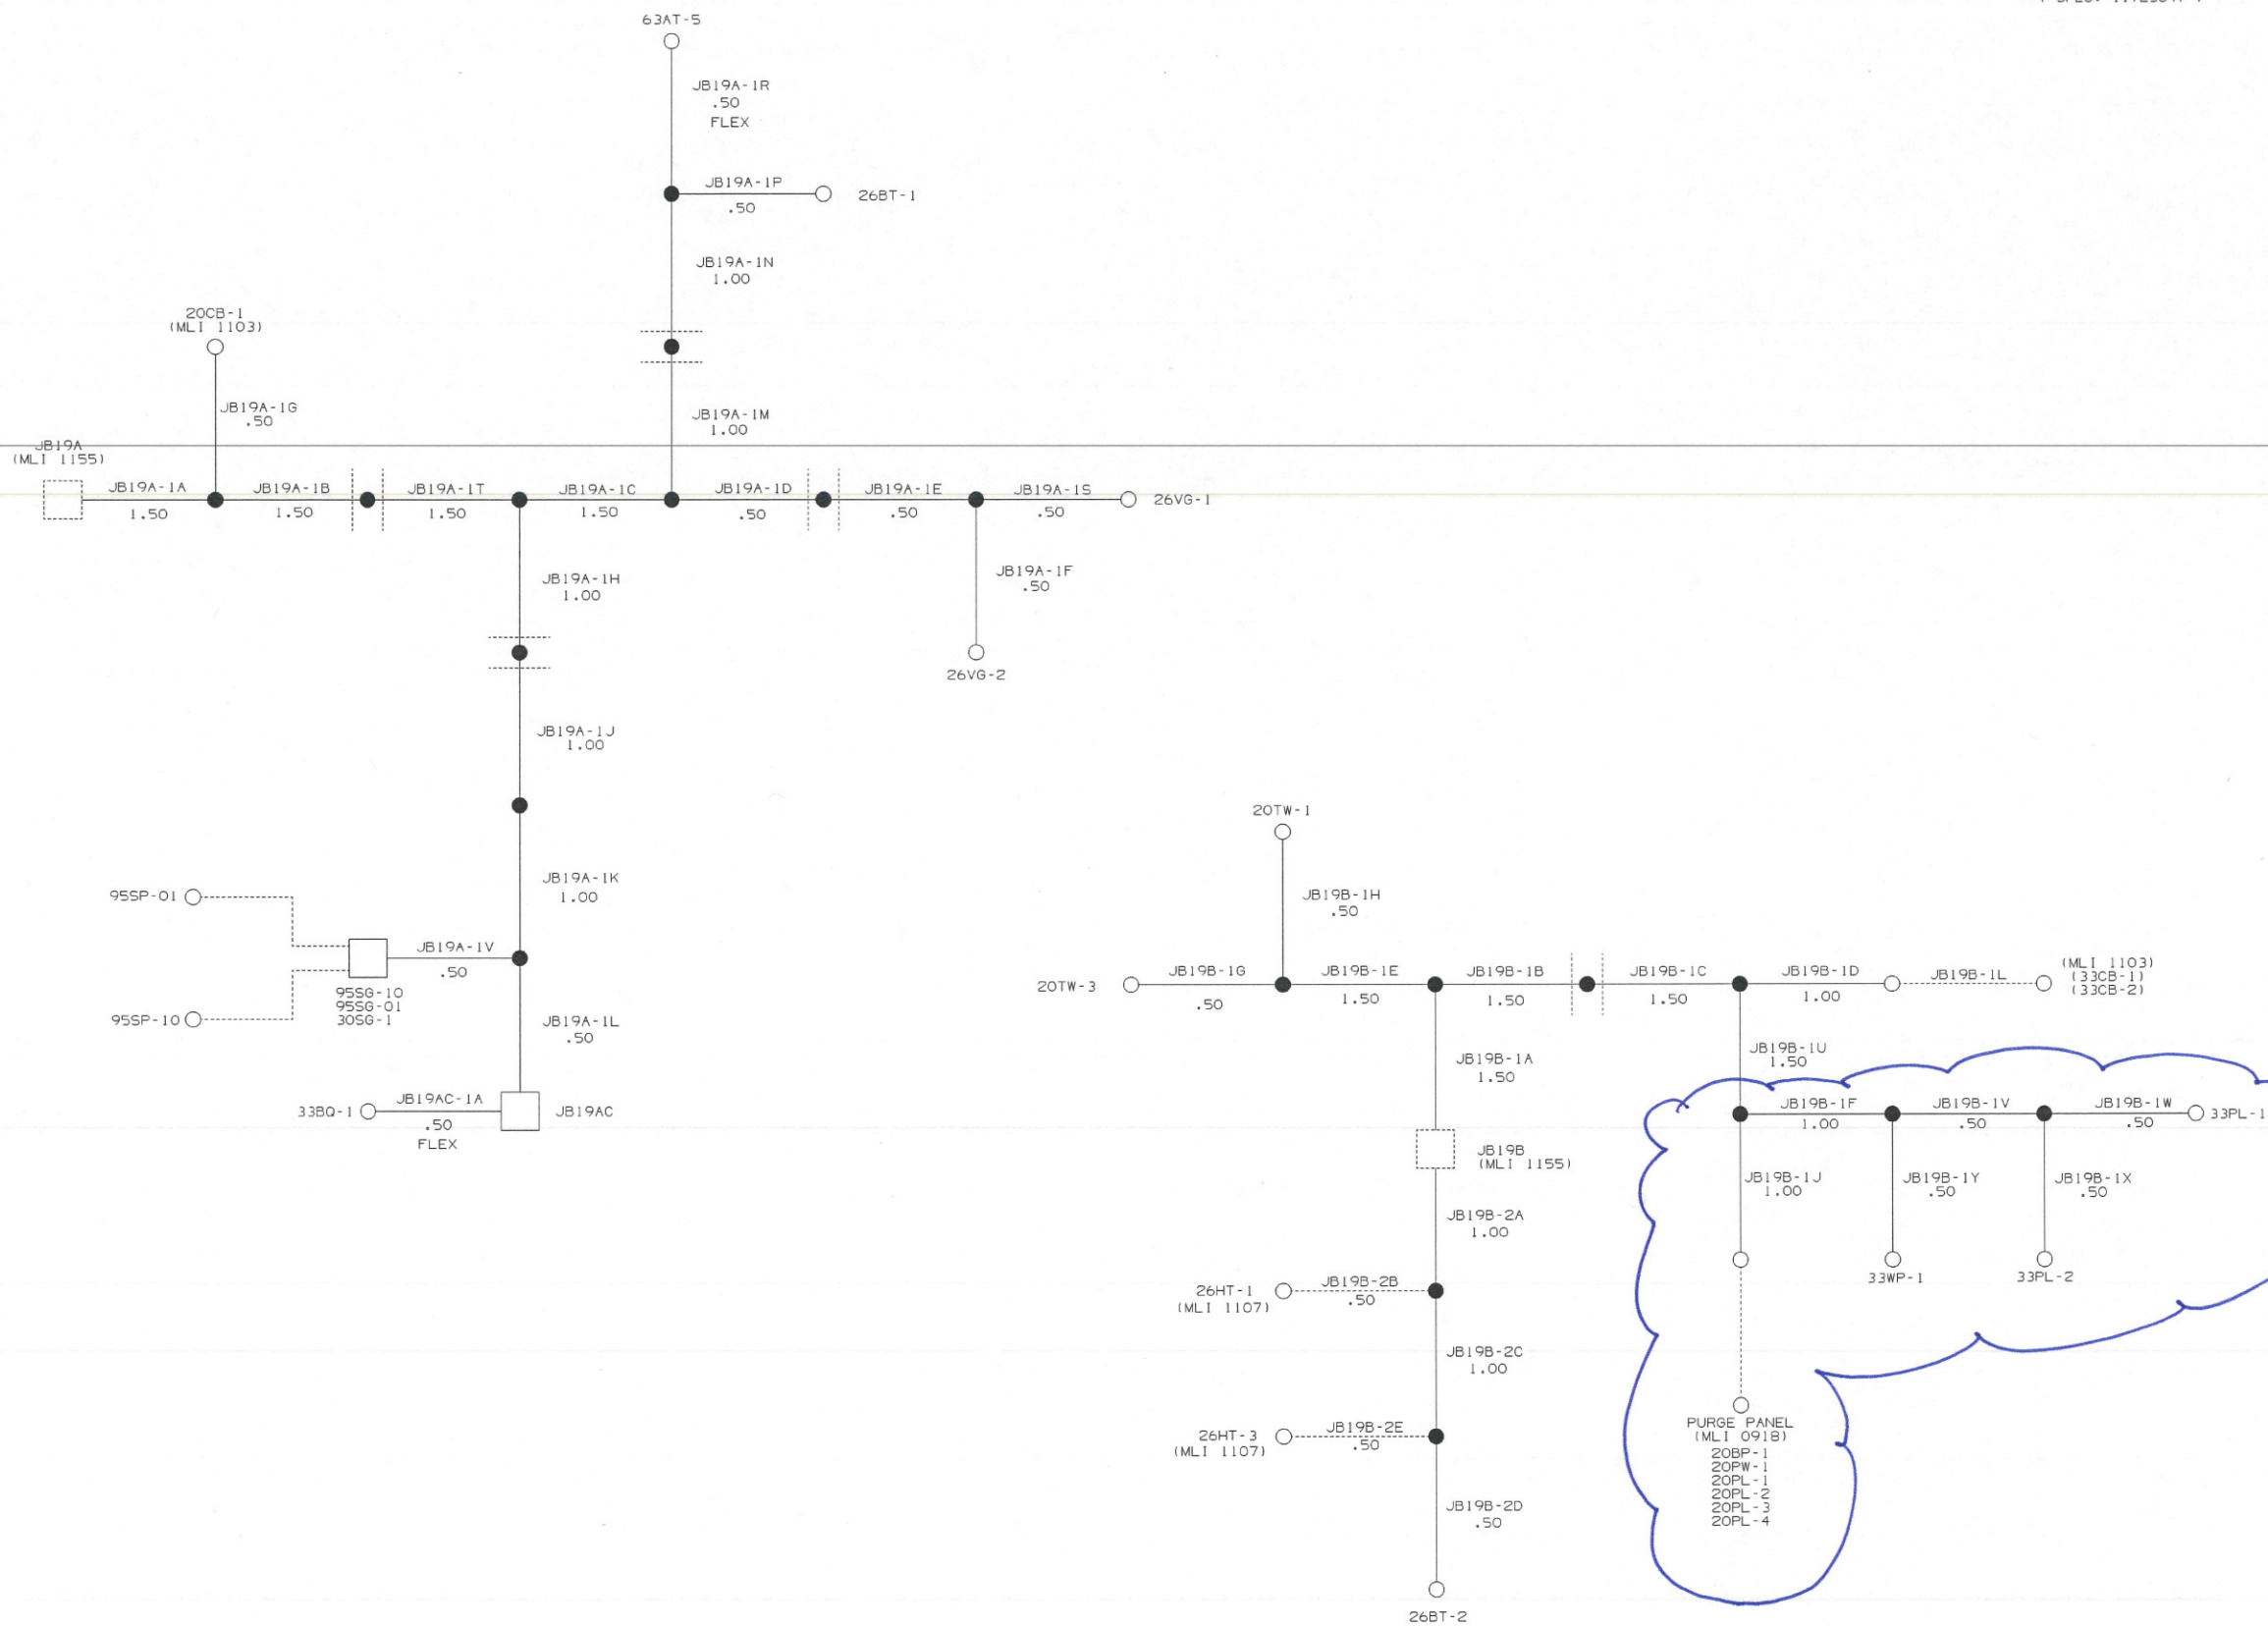 63AT-5
JB19A-1R
.50
FLEX
JB19A-1P
.50
26BT-1
JB19A-1N
1.00
20CB-1
(MLI 1103)
JB19A-1G
.50
JB19A-1M
1.00
JB19A
(MLI 1155)
JB19A-1A
1.50
JB19A-1B
1.50
JB19A-1T
1.50
JB19A-1C
1.50
JB19A-1D
.50
JB19A-1E
.50
JB19A-1S
.50
26VG-1
JB19A-1H
1.00
JB19A-1F
.50
26VG-2
JB19A-1J
1.00
JB19A-1K
1.00
95SP-01
JB19A-1V
.50
95SG-10
95SG-01
30SG-1
95SP-10
JB19A-1L
.50
33BQ-1
JB19AC-1A
.50
FLEX
JB19AC
20TW-1
JB19B-1H
.50
20TW-3
JB19B-1G
.50
JB19B-1E
1.50
JB19B-1B
1.50
JB19B-1C
1.50
JB19B-1D
1.00
JB19B-1L
(MLI 1103)
(33CB-1)
(33CB-2)
JB19B-1A
1.50
JB19B-1U
1.50
JB19B-1F
1.00
JB19B-1V
.50
JB19B-1W
.50
33PL-1
JB19B
(MLI 1155)
JB19B-1J
1.00
JB19B-1Y
.50
JB19B-1X
.50
JB19B-2A
1.00
33WP-1
33PL-2
26HT-1
(MLI 1107)
JB19B-2B
.50
JB19B-2C
1.00
26HT-3
(MLI 1107)
JB19B-2E
.50
PURGE PANEL
(MLI 0918)
20BP-1
20PW-1
20PL-1
20PL-2
20PL-3
20PL-4
JB19B-2D
.50
26BT-2